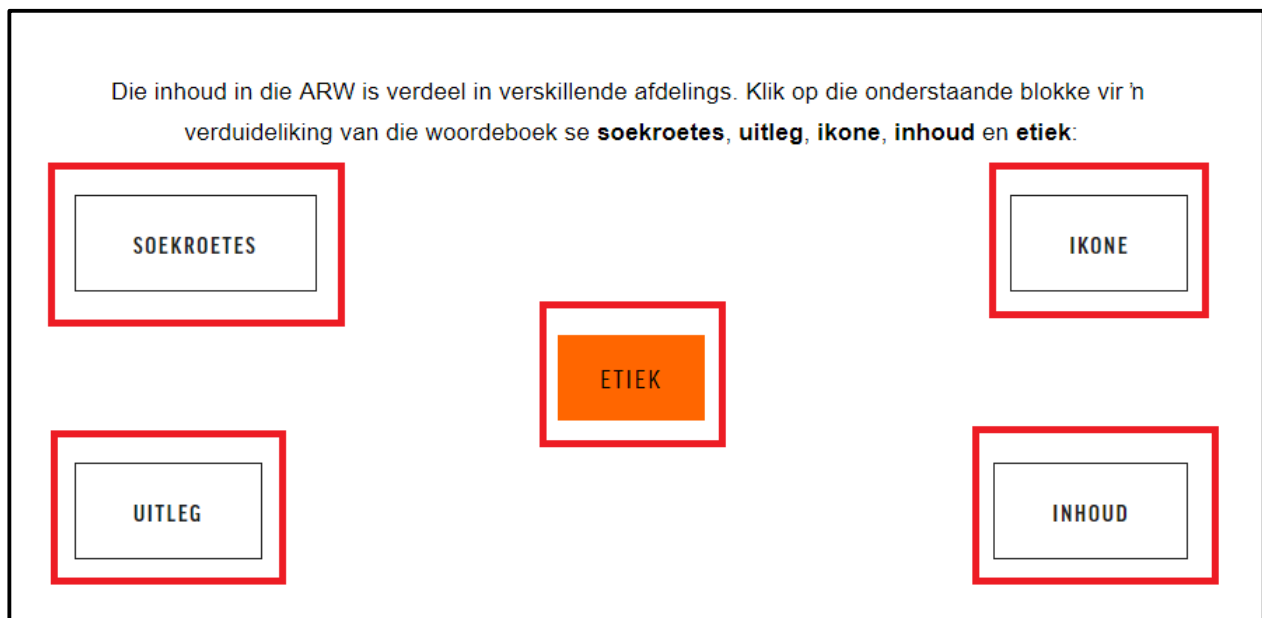 Die inhoud in die ARW is verdeel in verskillende afdelings. Klik op die onderstaande blokke vir 'n
verduideliking van die woordeboek se soekroetes, uitleg, ikone, inhoud en etiek:
SOEKROETES
IKONE
ETIEK
UITLEG
INHOUD